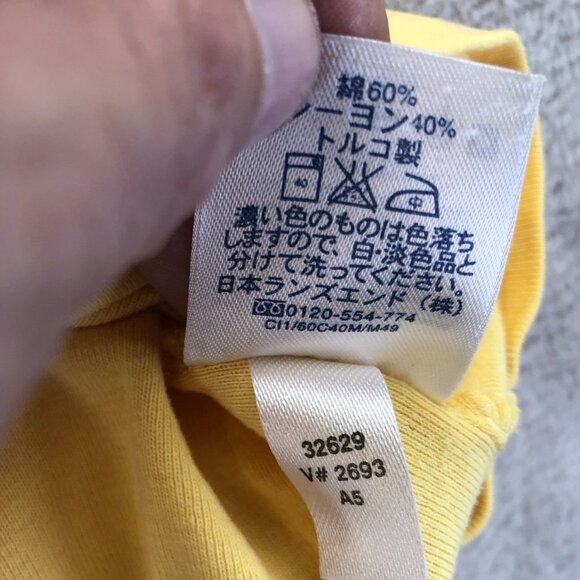 綿60%
レーヨン40%
トルコ製
40
中
濃い色のものは色落ち
しますので、白・淡色品と
分けて洗ってください。
日本ランズエンド(株)
0120-554-774
CI1/60C40M/M49
32629
V# 2693
A5